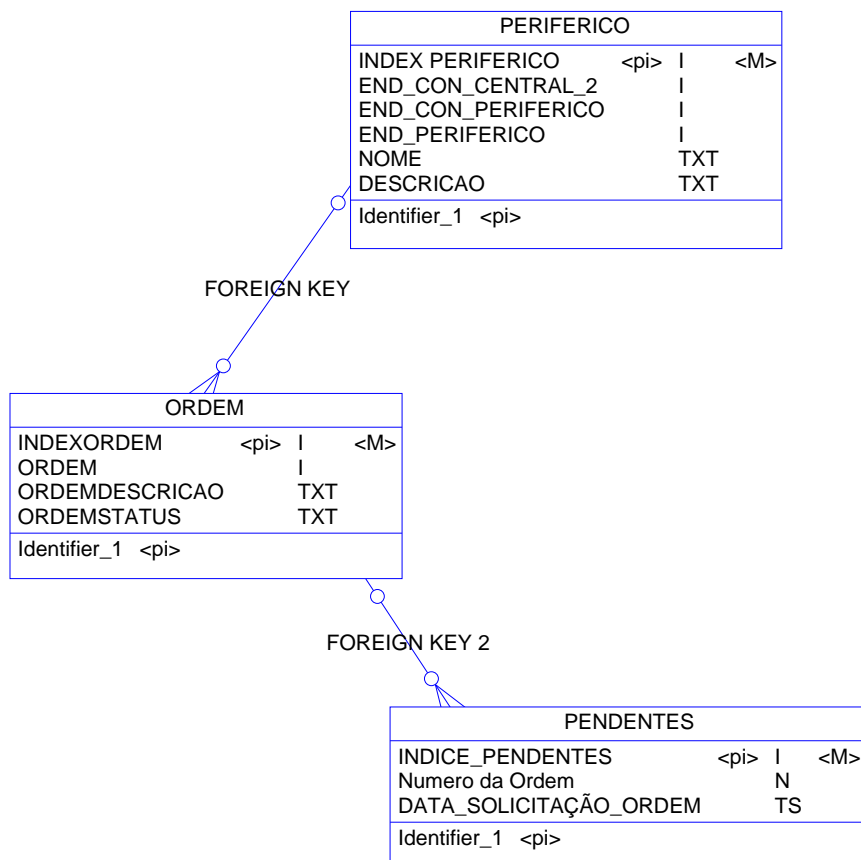 PERIFERICO
INDEX PERIFERICO <pi> I <M>
END_CON_CENTRAL_2 I
END_CON_PERIFERICO I
END_PERIFERICO I
NOME TXT
DESCRICAO TXT
Identifier_1 <pi>
FOREIGN KEY
ORDEM
INDEXORDEM <pi> I <M>
ORDEM I
ORDEMDESCRICAO TXT
ORDEMSTATUS TXT
Identifier_1 <pi>
FOREIGN KEY 2
PENDENTES
INDICE_PENDENTES <pi> I <M>
Numero da Ordem N
DATA_SOLICITAÇÃO_ORDEM TS
Identifier_1 <pi>